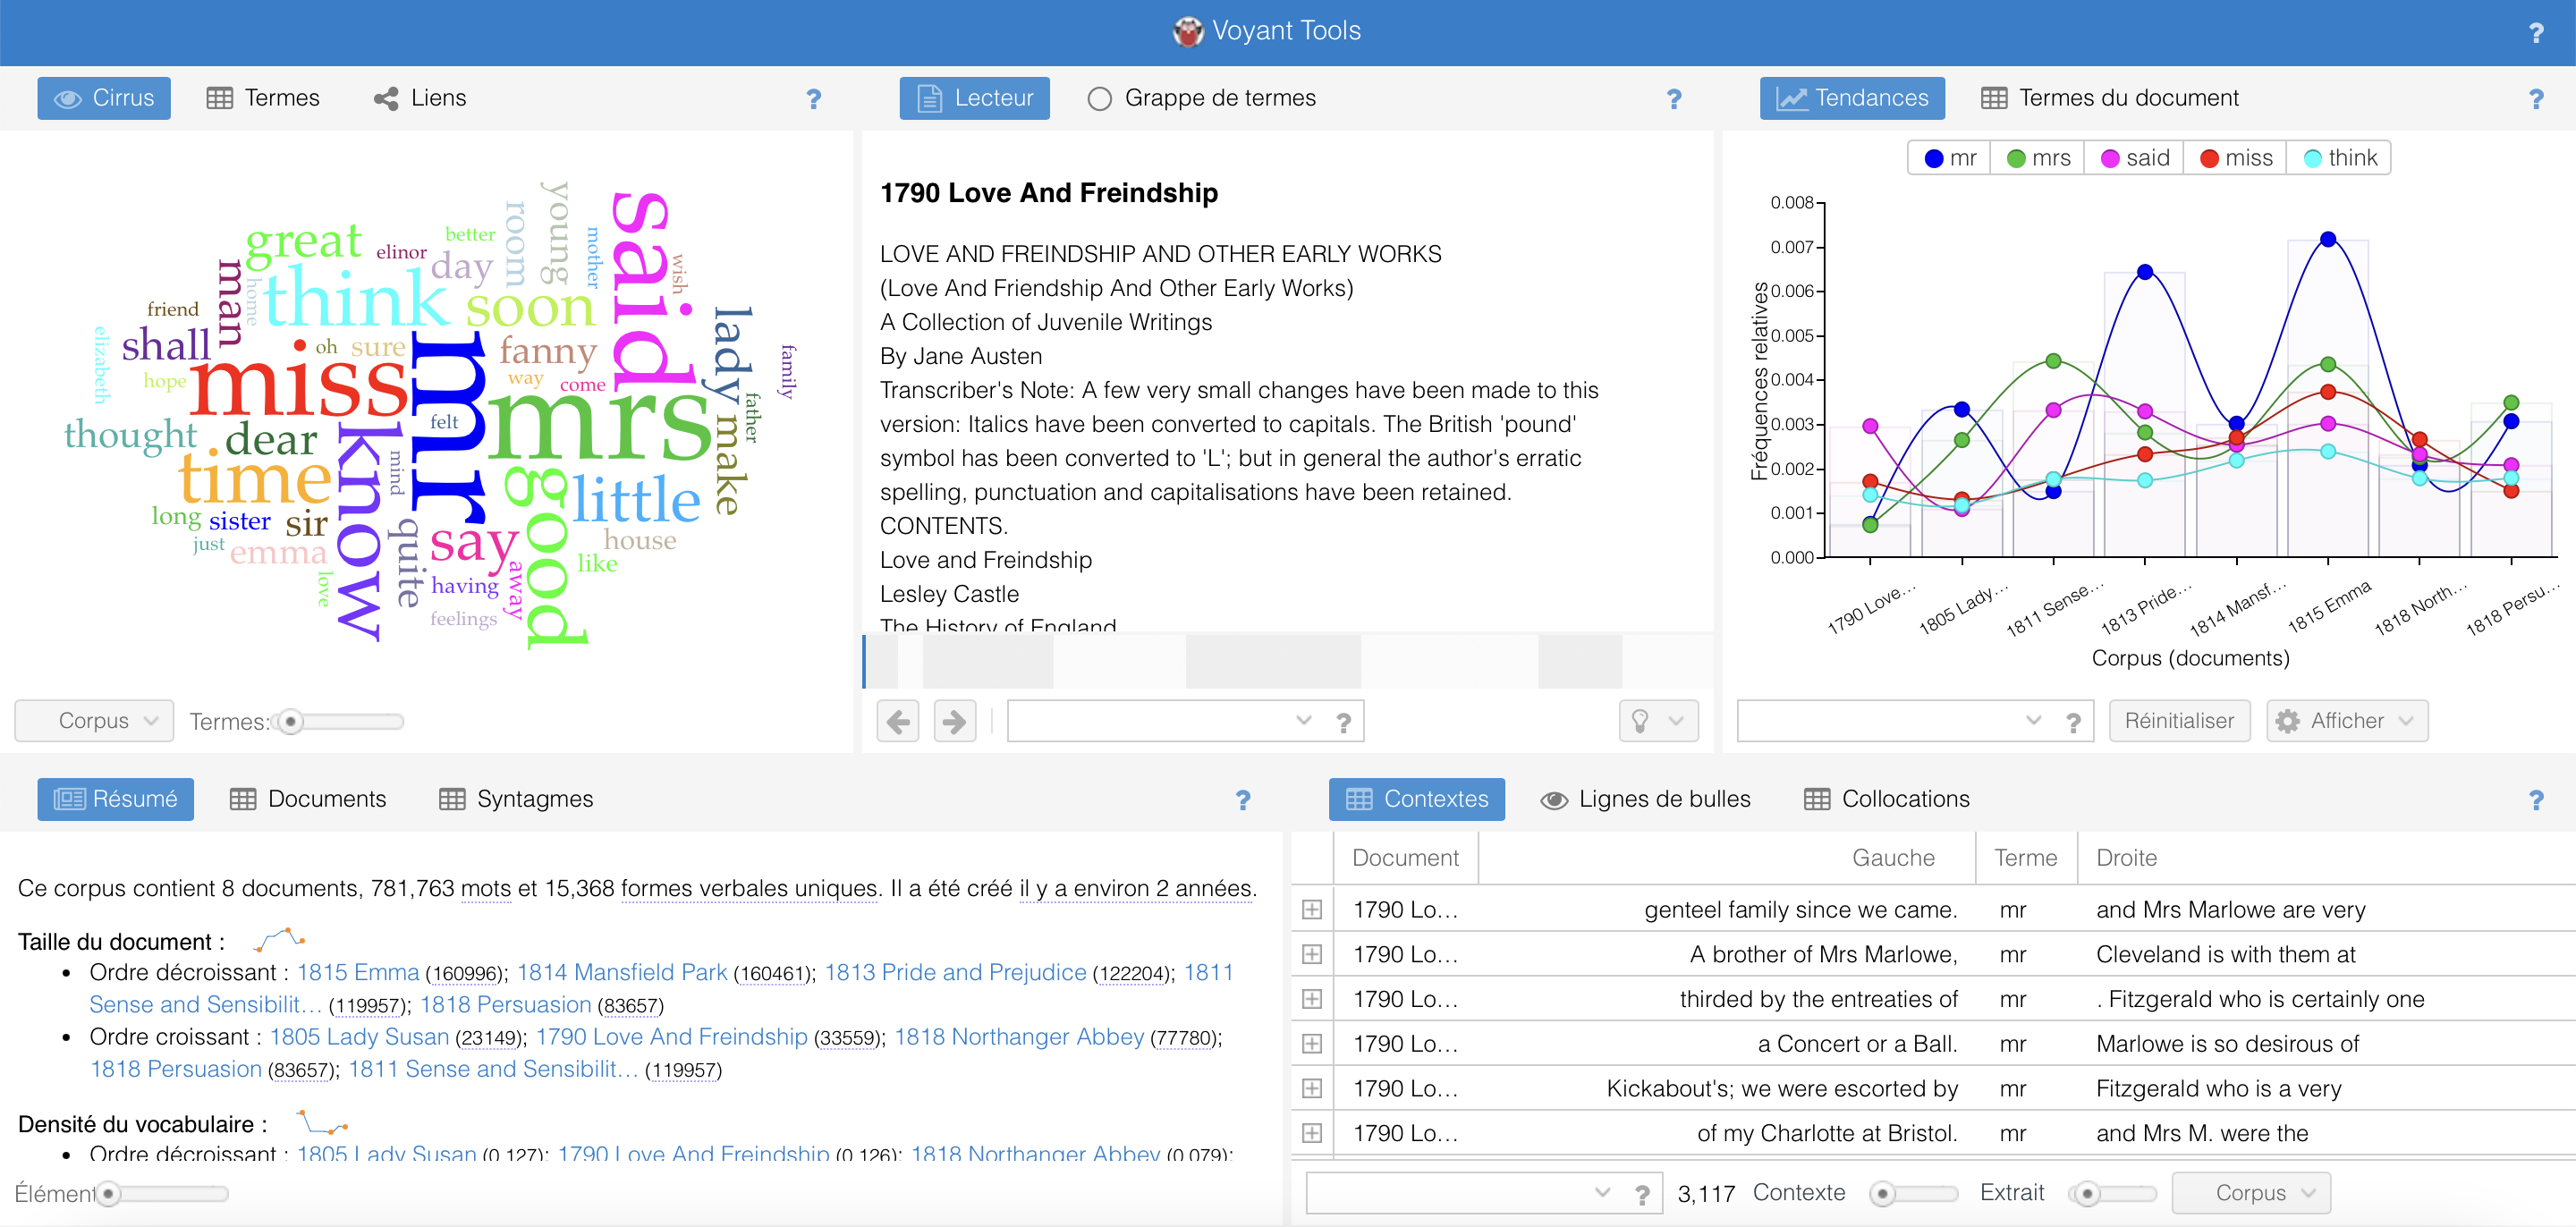 Voyant Tools
?
Cirrus Termes Liens ?
great
elinor
better
day
room
young
mother
said
wish
man
home
think
soon
friend
shall
oh
sure
fanny
lady
family
elizabeth
hope
miss
mr
way
come
father
thought
dear
felt
mrs
make
time
know
mind
good
little
long
sister
sir
quite
say
house
just
emma
like
love
having
away
feelings
Corpus Termes:
Lecteur Grappe de termes ?
1790 Love And Freindship
LOVE AND FREINDSHIP AND OTHER EARLY WORKS
(Love And Friendship And Other Early Works)
A Collection of Juvenile Writings
By Jane Austen
Transcriber's Note: A few very small changes have been made to this
version: Italics have been converted to capitals. The British 'pound'
symbol has been converted to 'L'; but in general the author's erratic
spelling, punctuation and capitalisations have been retained.
CONTENTS.
Love and Freindship
Lesley Castle
The History of England
?
Tendances Termes du document ?
mr mrs said miss think
Fréquences relatives
0.008
0.007
0.006
0.005
0.004
0.003
0.002
0.001
0.000
1790 Love... 1805 Lady... 1811 Sense... 1813 Pride... 1814 Mansf... 1815 Emma 1818 North... 1818 Persu...
Corpus (documents)
? Réinitialiser Afficher
Résumé Documents Syntagmes ?
Ce corpus contient 8 documents, 781,763 mots et 15,368 formes verbales uniques. Il a été créé il y a environ 2 années.
Taille du document :
• Ordre décroissant : 1815 Emma (160996); 1814 Mansfield Park (160461); 1813 Pride and Prejudice (122204); 1811
Sense and Sensibilit… (119957); 1818 Persuasion (83657)
• Ordre croissant : 1805 Lady Susan (23149); 1790 Love And Freindship (33559); 1818 Northanger Abbey (77780);
1818 Persuasion (83657); 1811 Sense and Sensibilit… (119957)
Densité du vocabulaire :
• Ordre décroissant : 1805 Lady Susan (0.127); 1790 Love And Freindship (0.126); 1818 Northanger Abbey (0.079);
Élément
Contextes Lignes de bulles Collocations ?
Document Gauche Terme Droite
1790 Lo… genteel family since we came. mr and Mrs Marlowe are very
1790 Lo… A brother of Mrs Marlowe, mr Cleveland is with them at
1790 Lo… thirded by the entreaties of mr . Fitzgerald who is certainly one
1790 Lo… a Concert or a Ball. mr Marlowe is so desirous of
1790 Lo… Kickabout's; we were escorted by mr Fitzgerald who is a very
1790 Lo… of my Charlotte at Bristol. mr and Mrs M. were the
? 3,117 Contexte Extrait Corpus